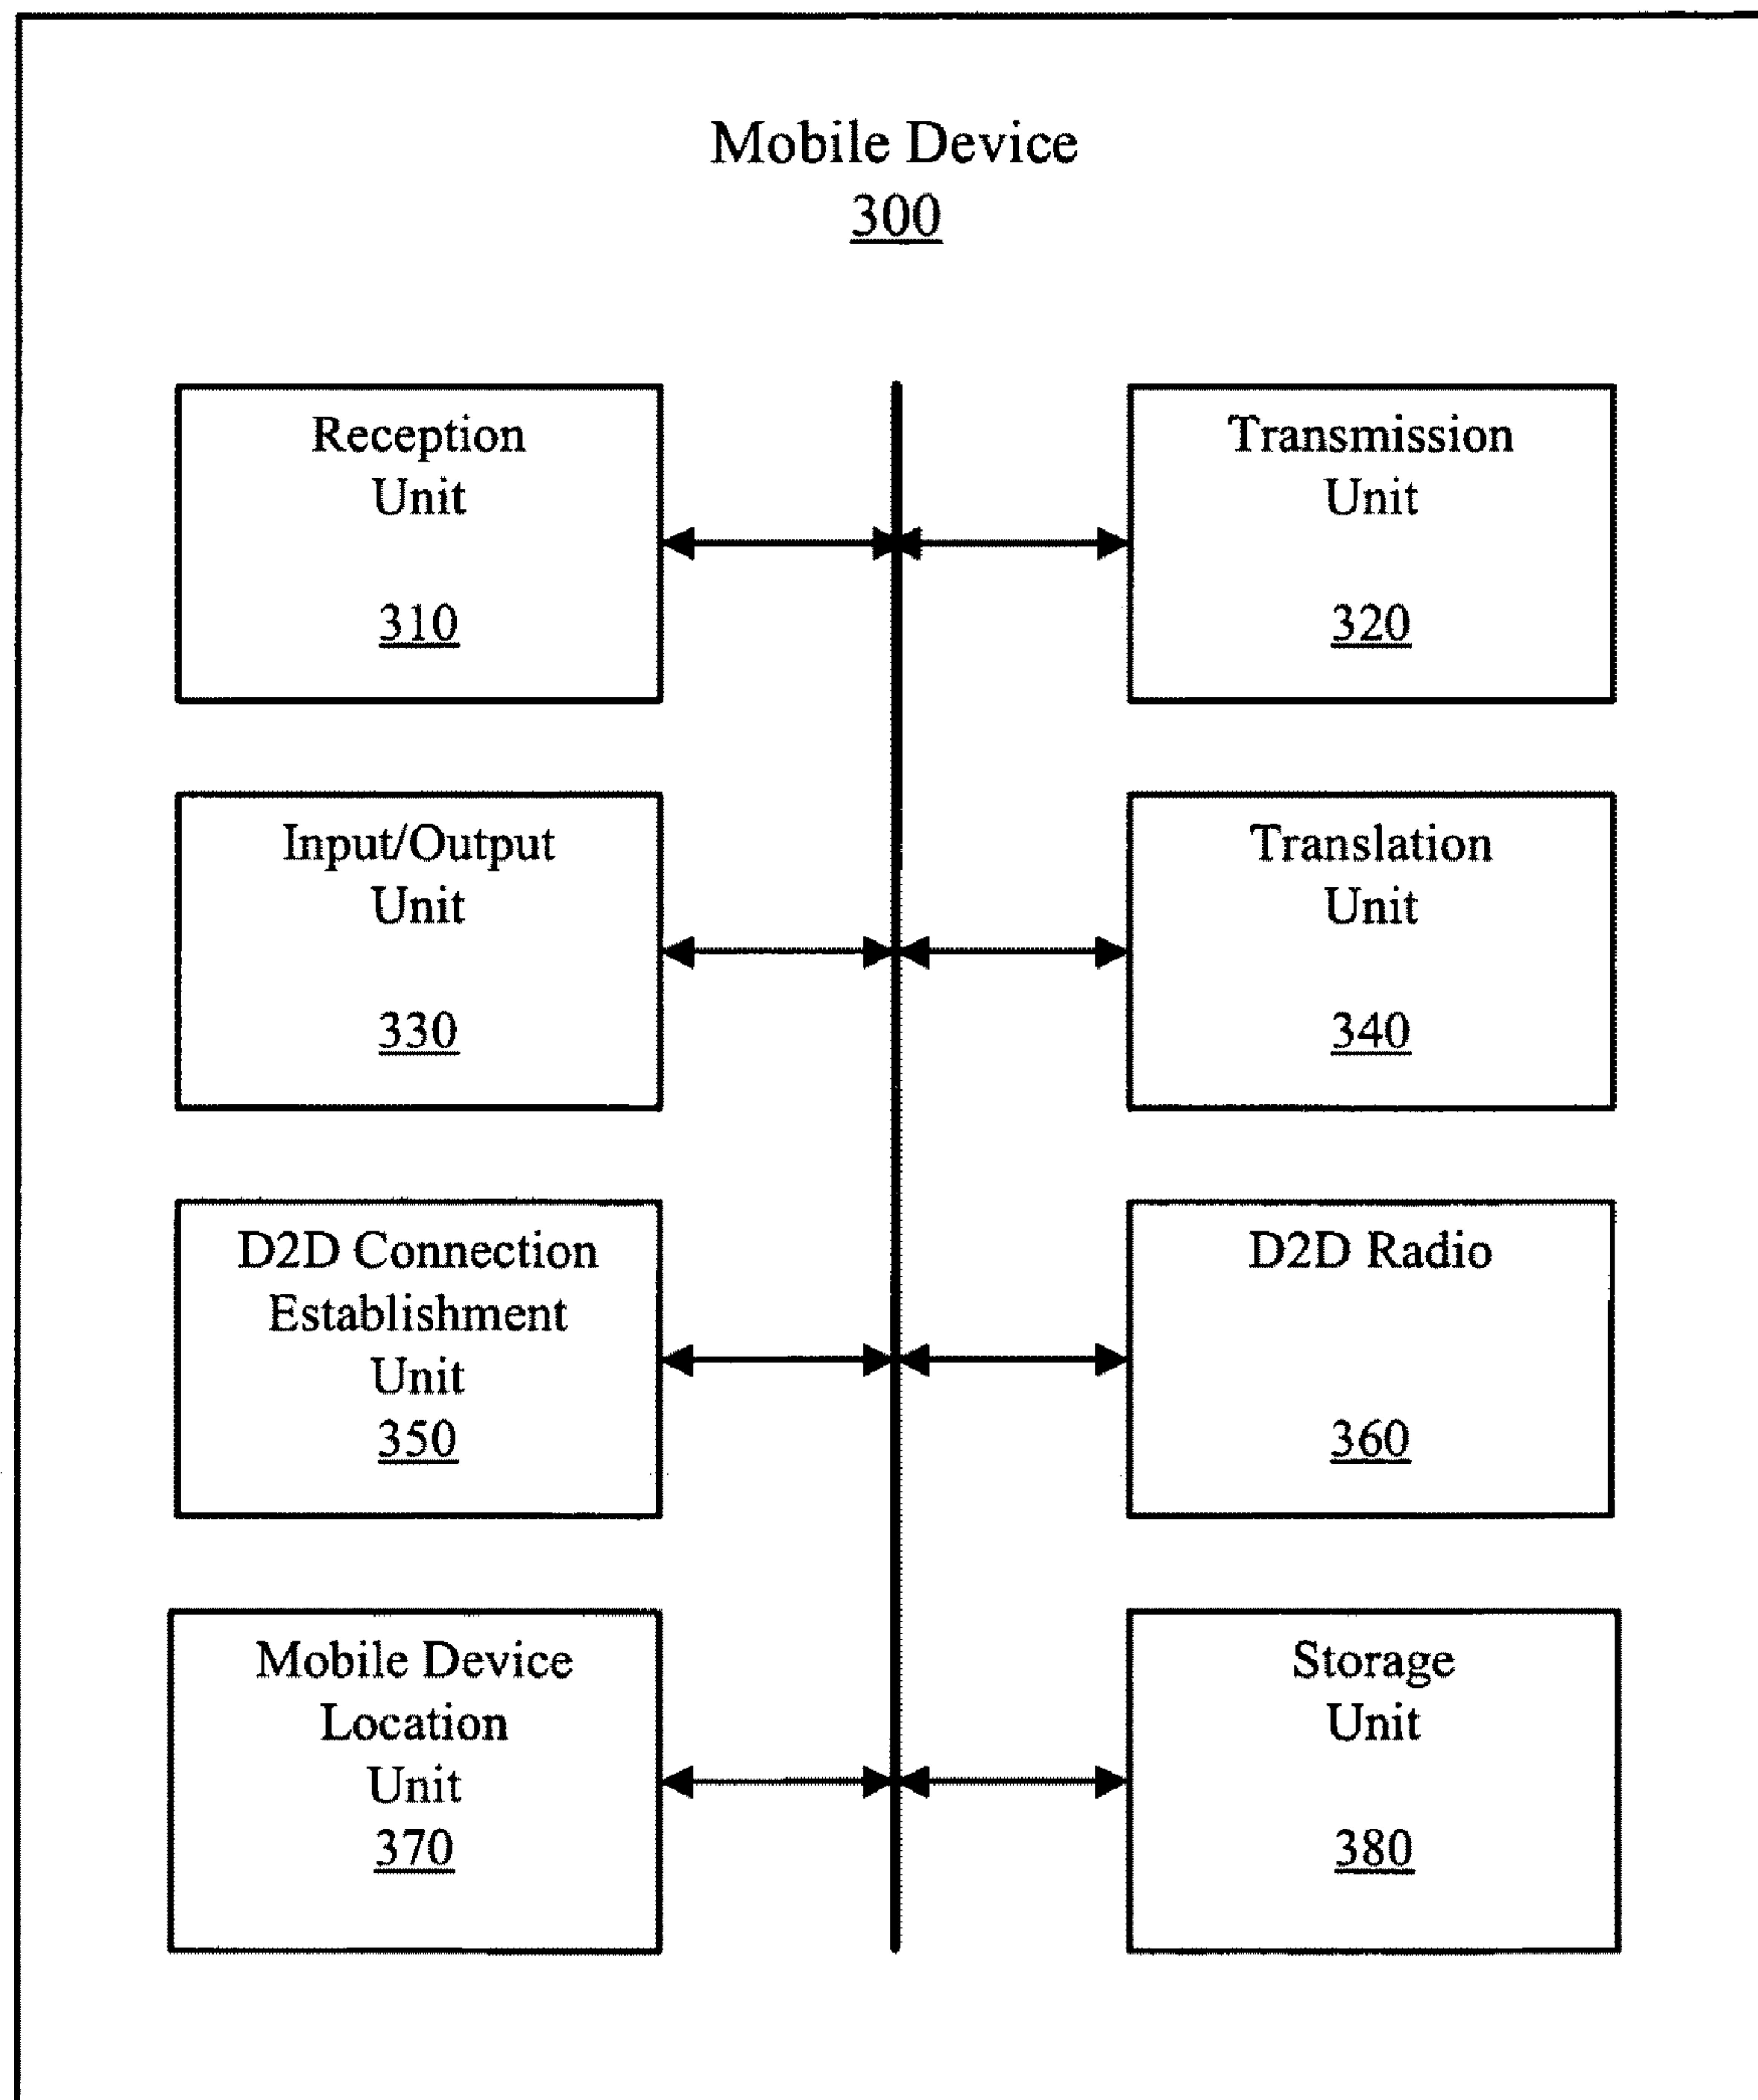 Mobile Device
300
Reception
Unit
310
Transmission
Unit
320
Input/Output
Unit
330
Translation
Unit
340
D2D Connection
Establishment
Unit
350
D2D Radio
360
Mobile Device
Location
Unit
370
Storage
Unit
380